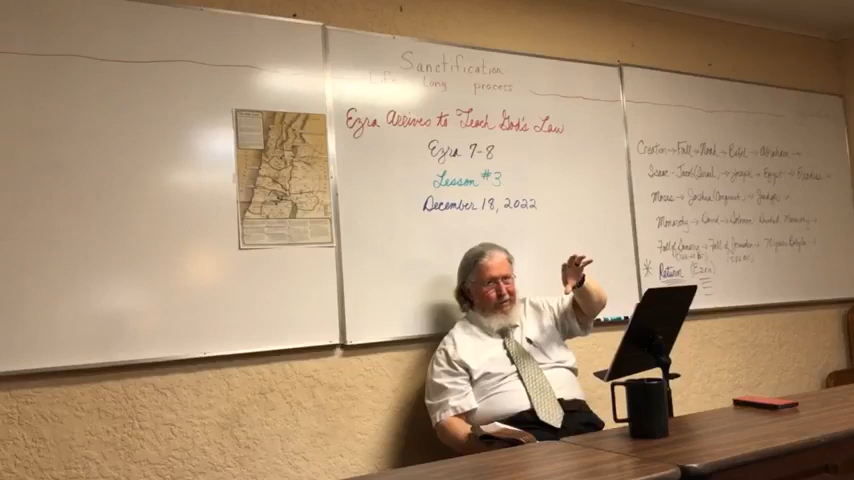 Sanctification
Life long process
Ezra Arrives to Teach God's Law
Ezra 7-8
Lesson #3
December 18, 2022
Creation → Fall → Noah → Babel → Abraham →
Isaac → Jacob (Israel) → Joseph → Egypt → Exodus →
Moses → Joshua (Conquest) → Judges →
Monarchy → David → Solomon Divided Monarchy →
Fall of Samaria → Fall of Jerusalem → 70 years Babylon →
* Return (Ezra)